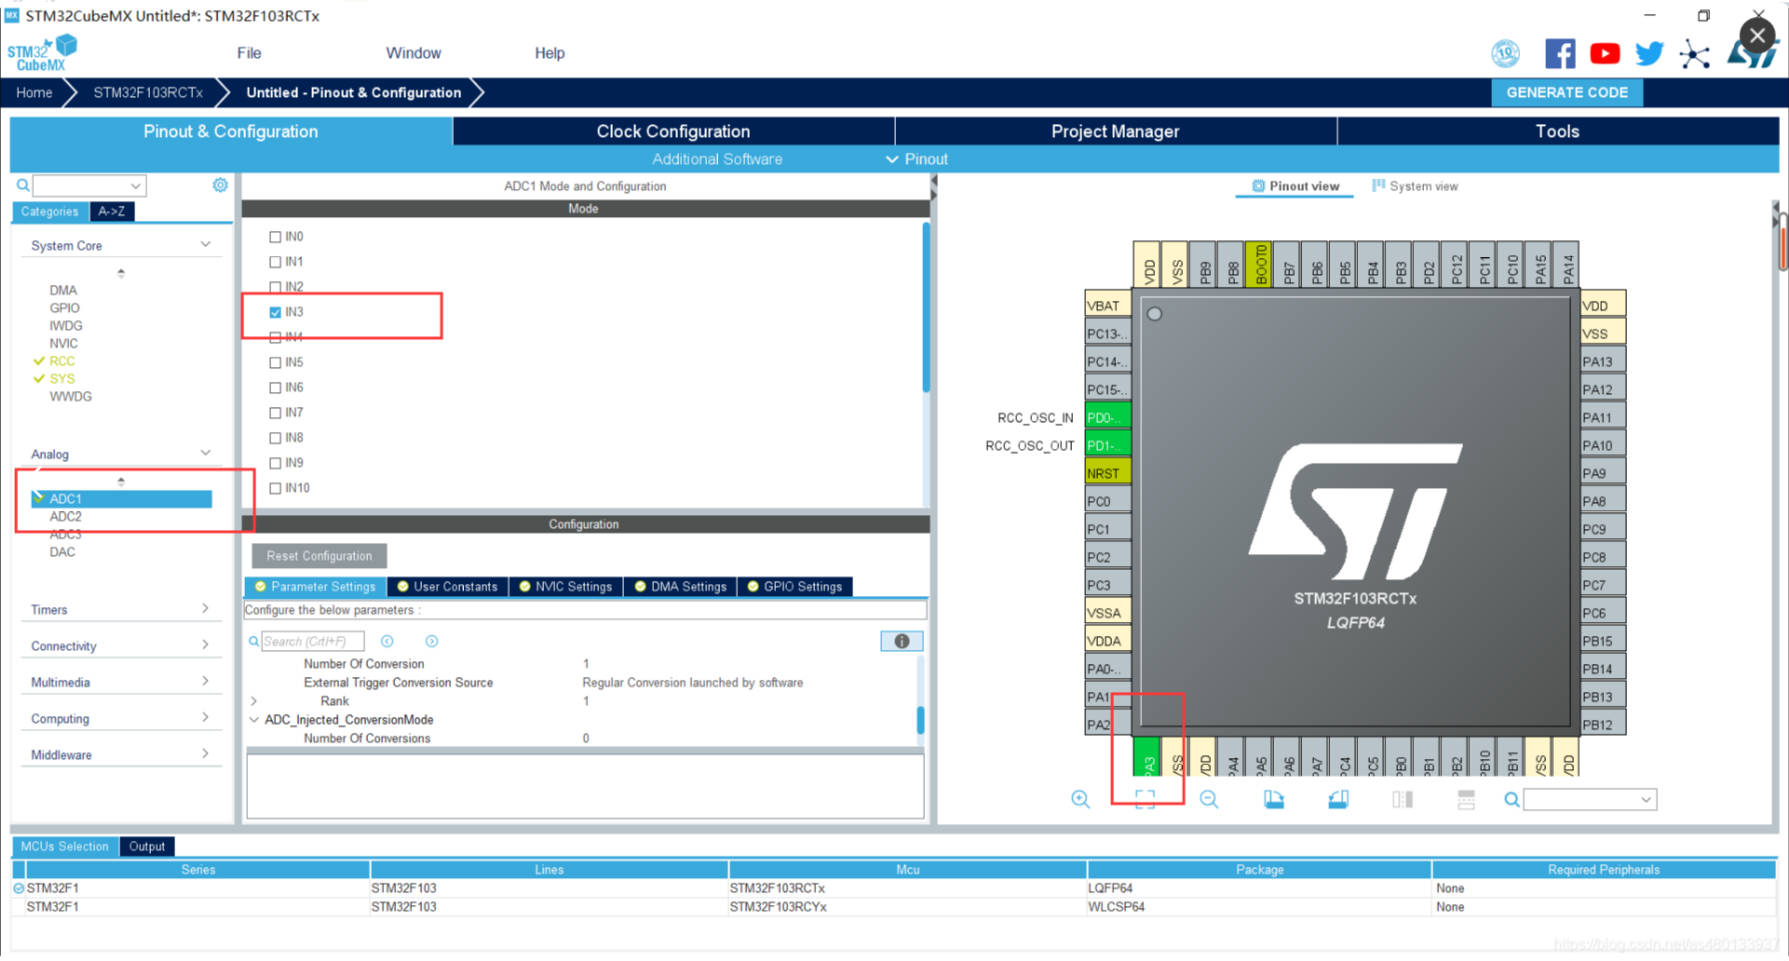 MX STM32CubeMX Untitled*: STM32F103RCTx
STM32 CubeMX
File Window Help
10
Home STM32F103RCTx Untitled - Pinout & Configuration GENERATE CODE
Pinout & Configuration Clock Configuration Project Manager Tools
Additional Software Pinout
Categories A->Z
System Core
DMA
GPIO
IWDG
NVIC
RCC
SYS
WWDG
Analog
ADC1
ADC2
ADC3
DAC
Timers
Connectivity
Multimedia
Computing
Middleware
ADC1 Mode and Configuration
Mode
IN0
IN1
IN2
IN3
IN4
IN5
IN6
IN7
IN8
IN9
IN10
Configuration
Reset Configuration
Parameter Settings User Constants NVIC Settings DMA Settings GPIO Settings
Configure the below parameters :
Search (Crtl+F)
Number Of Conversion 1
External Trigger Conversion Source Regular Conversion launched by software
Rank 1
ADC_Injected_ConversionMode
Number Of Conversions 0
Pinout view System view
VDD VSS PB9 PB8 BOOT0 PB7 PB6 PB5 PB4 PB3 PD2 PC12 PC11 PC10 PA15 PA14
VBAT
PC13-..
PC14-..
PC15-..
RCC_OSC_IN PD0-..
RCC_OSC_OUT PD1-..
NRST
PC0
PC1
PC2
PC3
VSSA
VDDA
PA0-..
PA1
PA2
STM32F103RCTx
LQFP64
VDD
VSS
PA13
PA12
PA11
PA10
PA9
PA8
PC9
PC8
PC7
PC6
PB15
PB14
PB13
PB12
PA3 VSS VDD PA4 PA5 PA6 PA7 PC4 PC5 PB0 PB1 PB2 PB10 PB11 VSS VDD
MCUs Selection Output
Series Lines Mcu Package Required Peripherals
STM32F1 STM32F103 STM32F103RCTx LQFP64 None
STM32F1 STM32F103 STM32F103RCYx WLCSP64 None
https://blog.csdn.net/as480133937